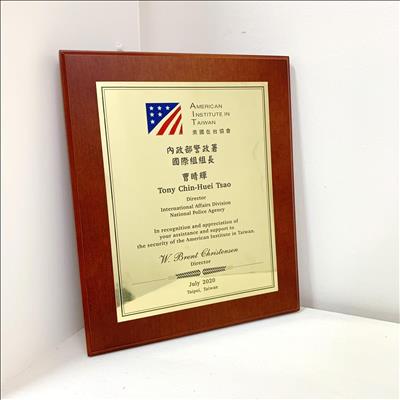 AMERICAN
INSTITUTE IN
TAIWAN
美國在台協會
內政部警政署
國際組組長
曹晴暉
Tony Chin-Huei Tsao
Director
International Affairs Division
National Police Agency
In recognition and appreciation of
your assistance and support to
the security of the American Institute in Taiwan.
W. Brent Christensen
Director
July 2020
Taipei, Taiwan